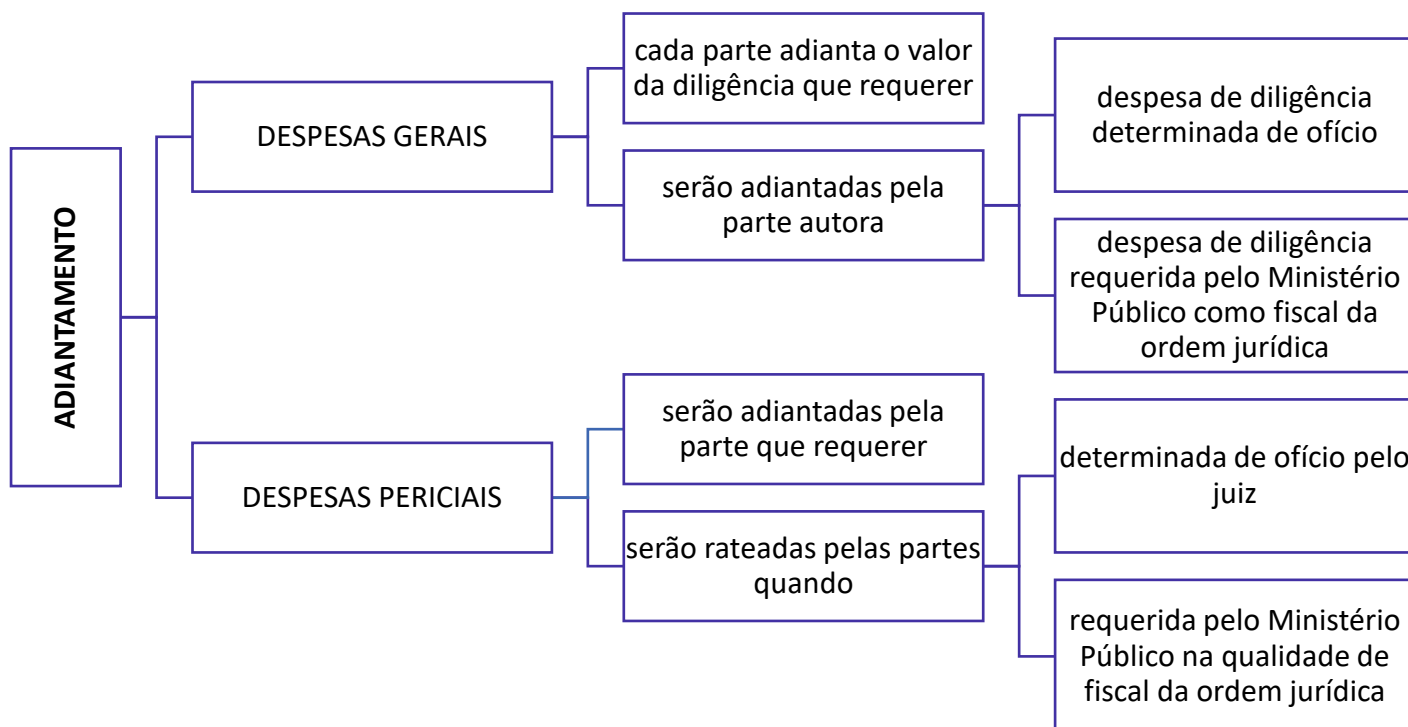 ADIANTAMENTO
DESPESAS GERAIS
cada parte adianta o valor
da diligência que requerer
serão adiantadas pela
parte autora
despesa de diligência
determinada de ofício
despesa de diligência
requerida pelo Ministério
Público como fiscal da
ordem jurídica
DESPESAS PERICIAIS
serão adiantadas pela
parte que requerer
serão rateadas pelas partes
quando
determinada de ofício pelo
juiz
requerida pelo Ministério
Público na qualidade de
fiscal da ordem jurídica